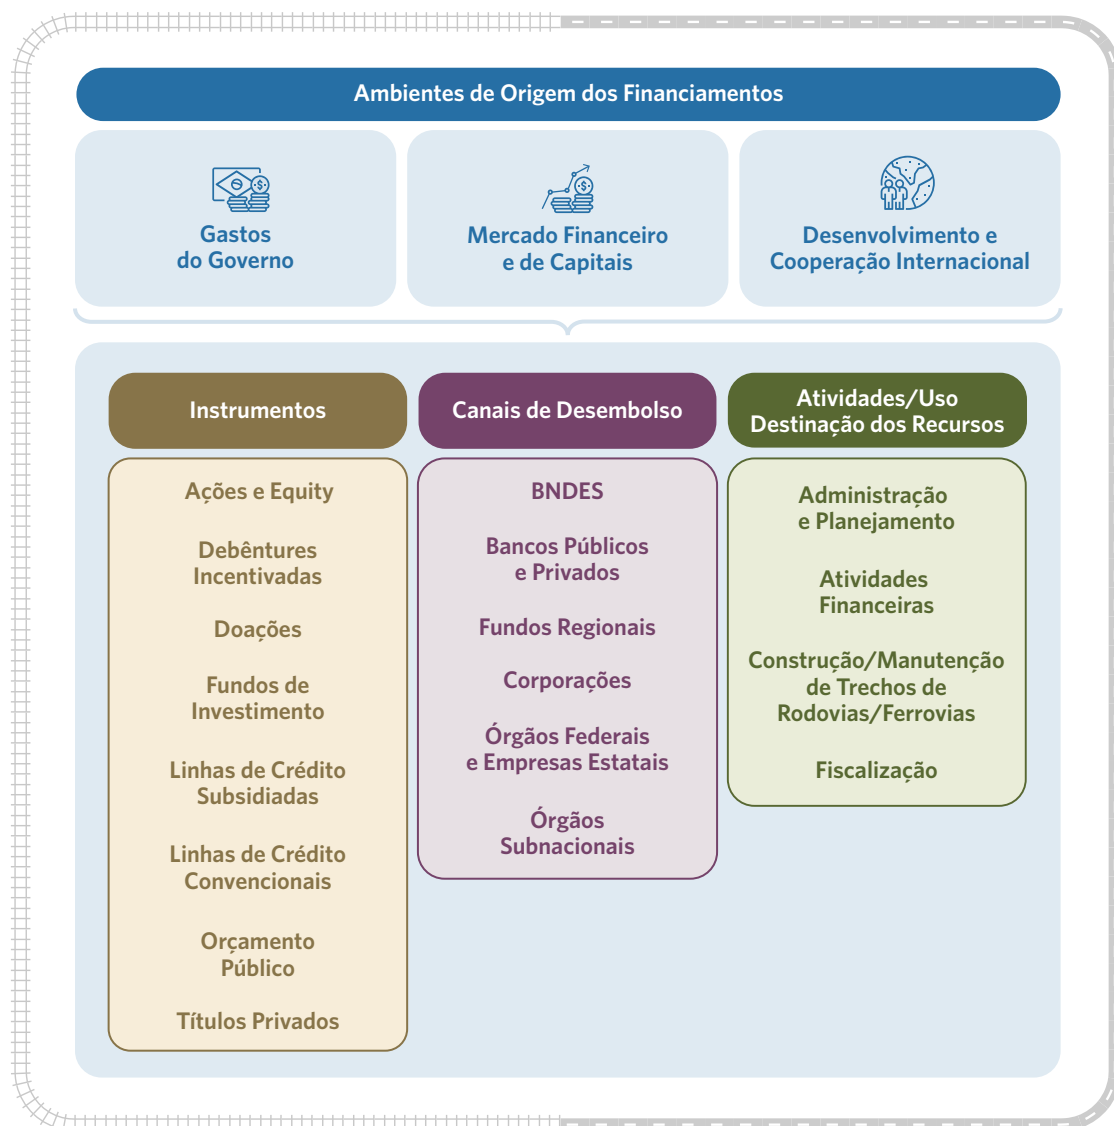 Ambientes de Origem dos Financiamentos
Gastos
do Governo
Mercado Financeiro
e de Capitais
Desenvolvimento e
Cooperação Internacional
Instrumentos
Ações e Equity
Debêntures
Incentivadas
Doações
Fundos de
Investimento
Linhas de Crédito
Subsidiadas
Linhas de Crédito
Convencionais
Orçamento
Público
Títulos Privados
Canais de Desembolso
BNDES
Bancos Públicos
e Privados
Fundos Regionais
Corporações
Órgãos Federais
e Empresas Estatais
Órgãos
Subnacionais
Atividades/Uso
Destinação dos Recursos
Administração
e Planejamento
Atividades
Financeiras
Construção/Manutenção
de Trechos de
Rodovias/Ferrovias
Fiscalização